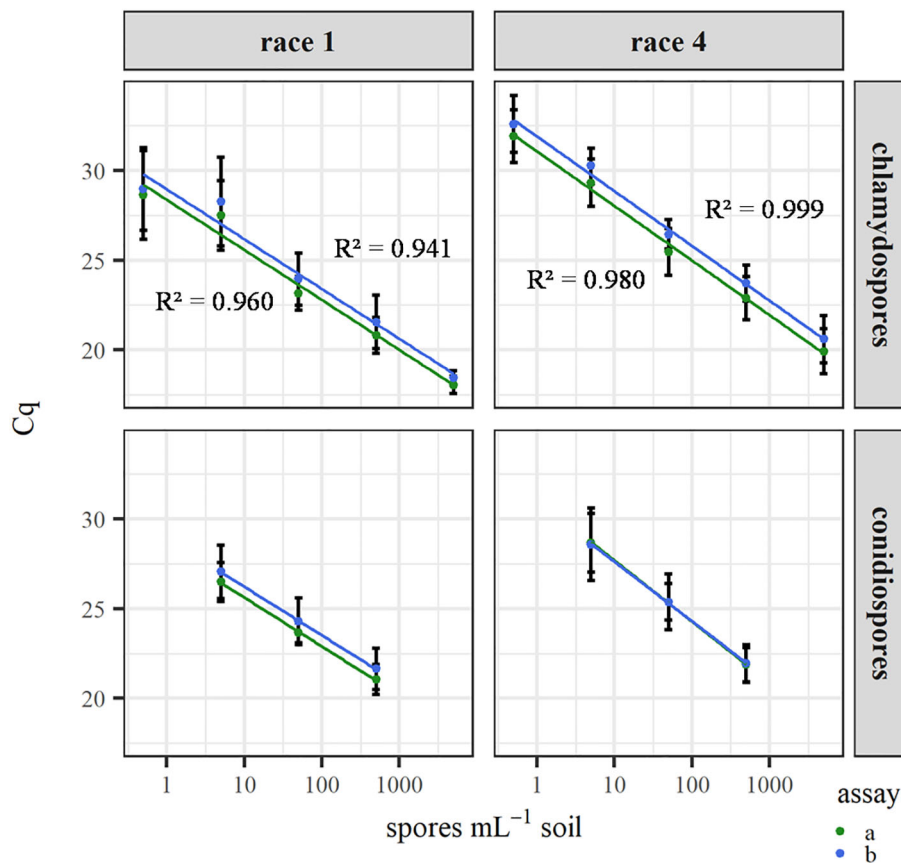 race 1
race 4
30
25
20
R² = 0.941
R² = 0.960
R² = 0.999
R² = 0.980
chlamydospores
Cq
30
25
20
conidiospores
1 10 100 1000
1 10 100 1000
spores mL⁻¹ soil
assay
a
b